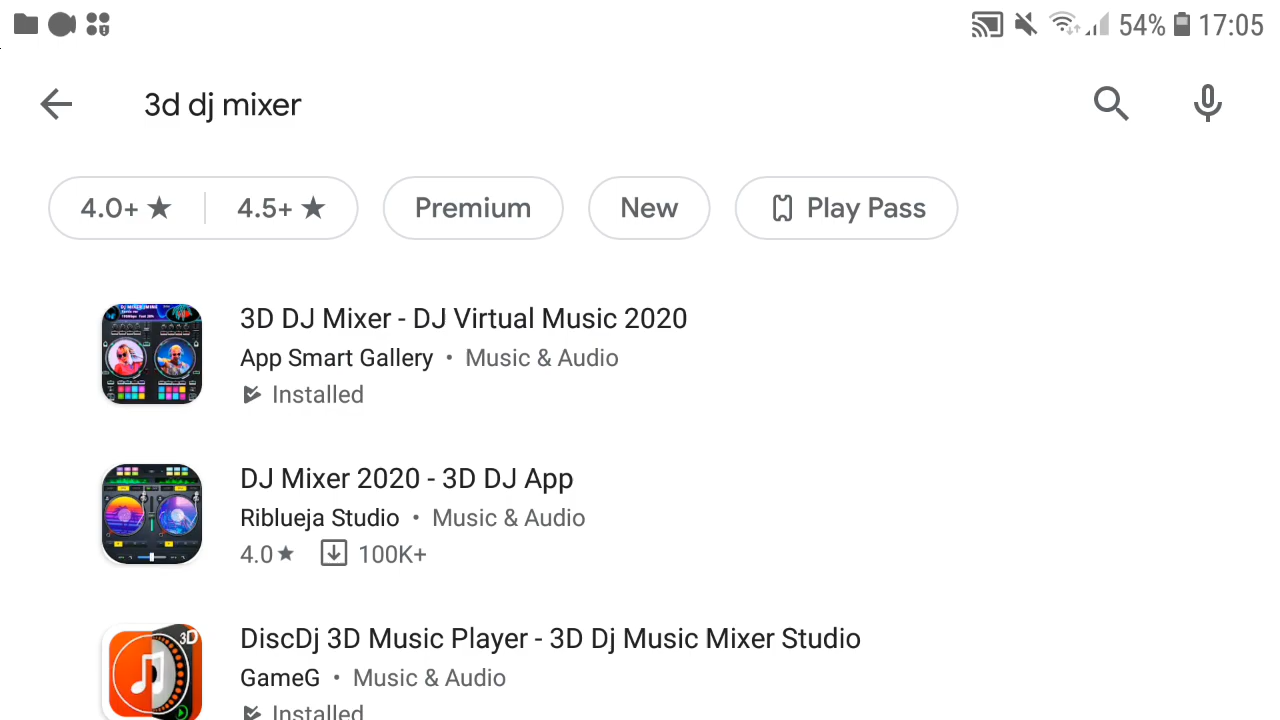 54% 17:05
3d dj mixer
4.0+ ★ 4.5+ ★ Premium New Play Pass
3D DJ Mixer - DJ Virtual Music 2020
App Smart Gallery • Music & Audio
Installed
DJ Mixer 2020 - 3D DJ App
Riblueja Studio • Music & Audio
4.0 ★ 100K+
3D
DiscDj 3D Music Player - 3D Dj Music Mixer Studio
GameG • Music & Audio
Installed